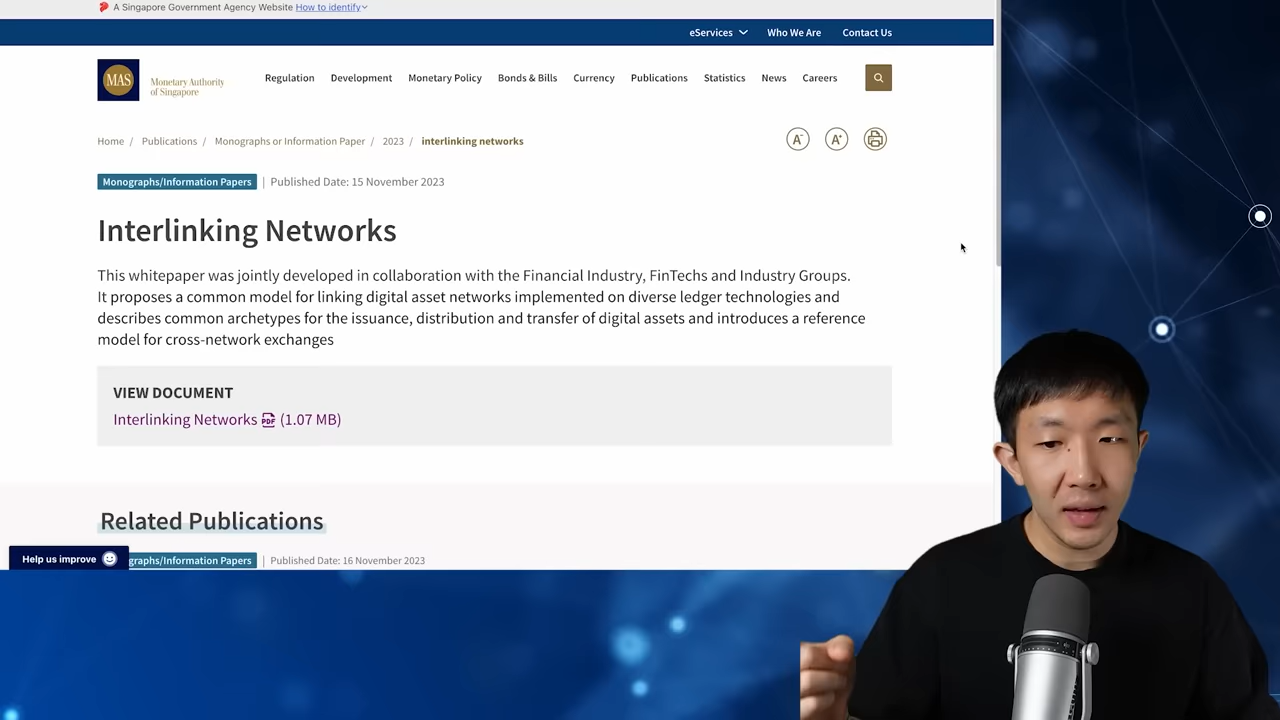 A Singapore Government Agency Website How to identify
eServices Who We Are Contact Us
MAS
Monetary Authority
of Singapore
Regulation Development Monetary Policy Bonds & Bills Currency Publications Statistics News Careers
Home / Publications / Monographs or Information Paper / 2023 / interlinking networks
A- A+
Monographs/Information Papers | Published Date: 15 November 2023
Interlinking Networks
This whitepaper was jointly developed in collaboration with the Financial Industry, FinTechs and Industry Groups.
It proposes a common model for linking digital asset networks implemented on diverse ledger technologies and
describes common archetypes for the issuance, distribution and transfer of digital assets and introduces a reference
model for cross-network exchanges
VIEW DOCUMENT
Interlinking Networks PDF (1.07 MB)
Related Publications
Help us improve
graphs/Information Papers | Published Date: 16 November 2023